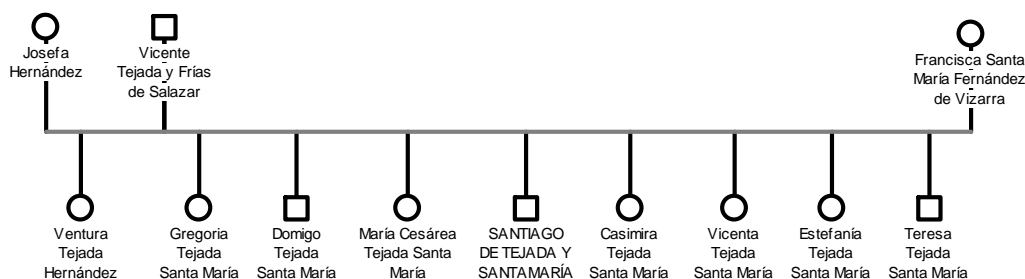 Josefa
Hernández
Vicente
Tejada y Frías
de Salazar
Francisca Santa
María Fernández
de Vizarra
Ventura
Tejada
Hernández
Gregoria
Tejada
Santa María
Domigo
Tejada
Santa María
María Cesárea
Tejada Santa
María
SANTIAGO
DE TEJADA Y
SANTAMARÍA
Casimira
Tejada
Santa María
Vicenta
Tejada
Santa María
Estefanía
Tejada
Santa María
Teresa
Tejada
Santa María